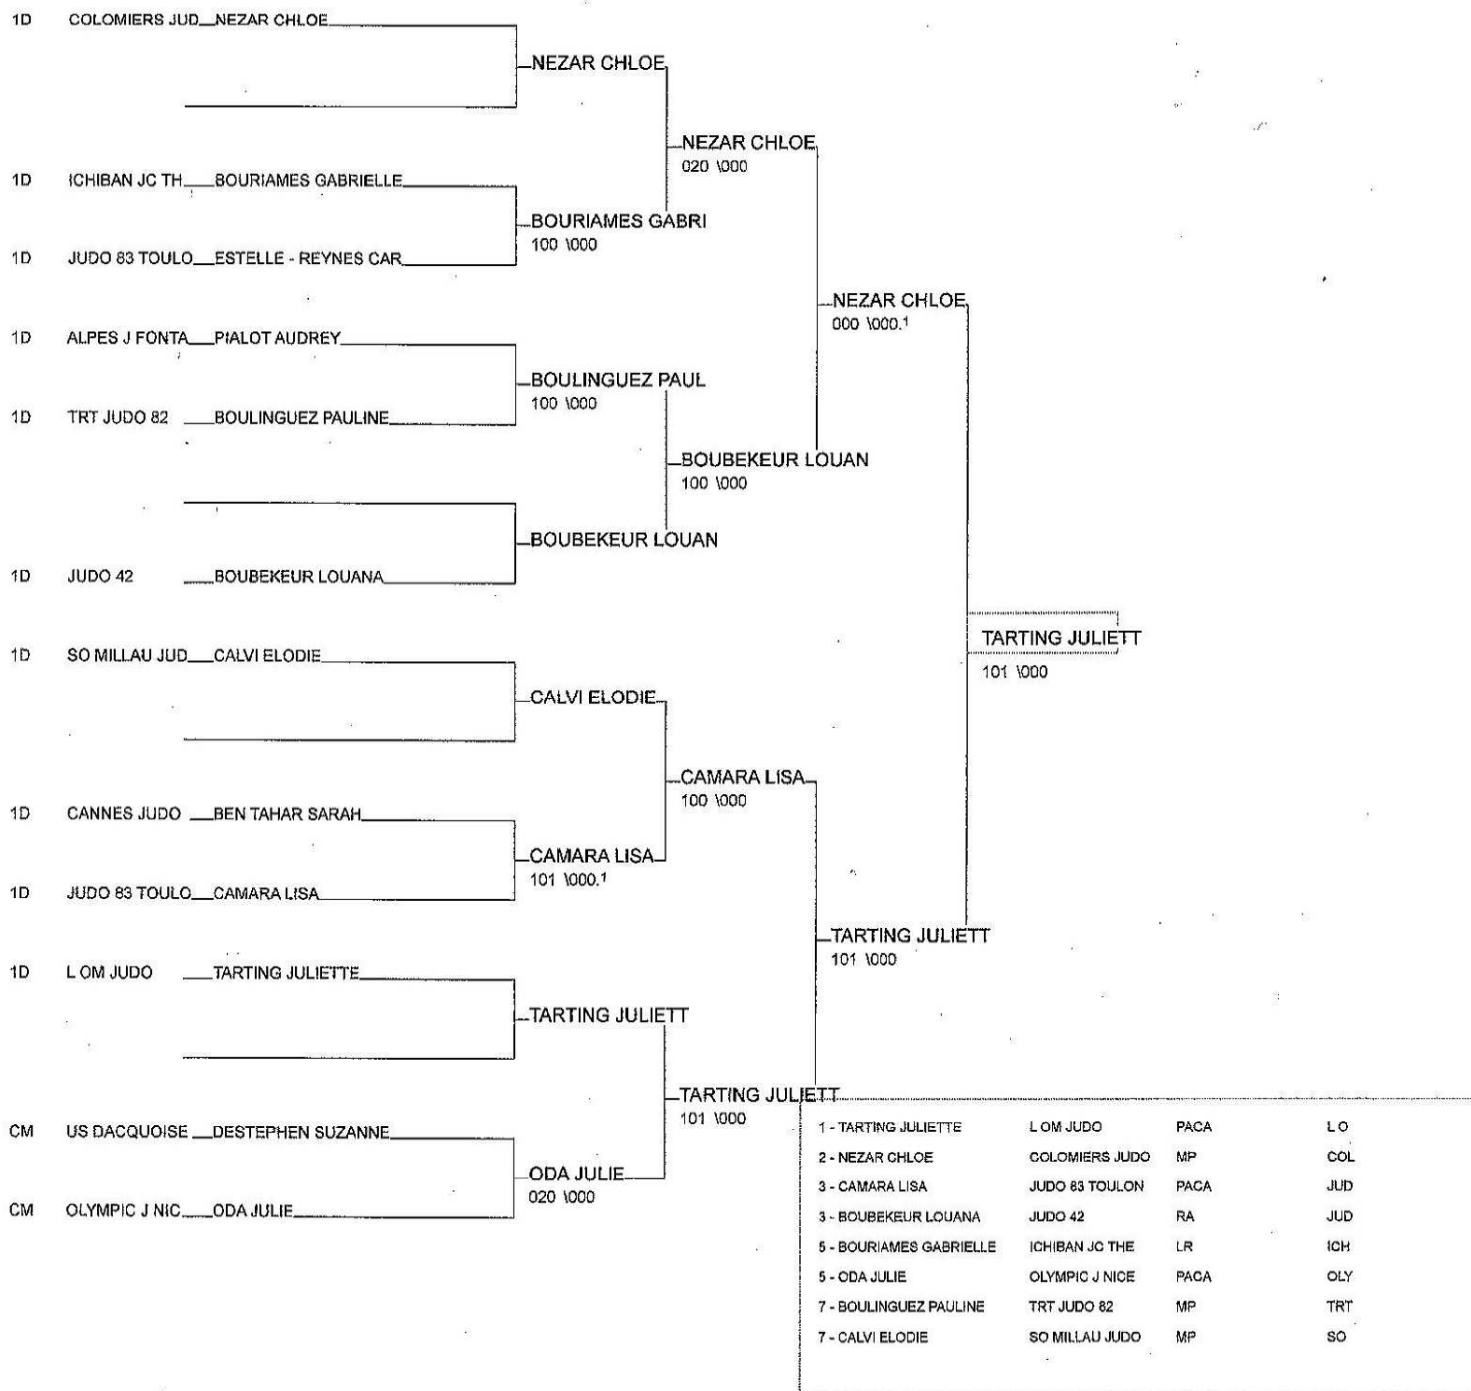 1D COLOMIERS JUD NEZAR CHLOE
NEZAR CHLOE
NEZAR CHLOE
020 \000
1D ICHIBAN JC TH BOURIAMES GABRIELLE
BOURIAMES GABRI
100 \000
1D JUDO 83 TOULO ESTELLE - REYNES CAR
NEZAR CHLOE
000 \000.1
1D ALPES J FONTA PIALOT AUDREY
BOULINGUEZ PAUL
100 \000
1D TRT JUDO 82 BOULINGUEZ PAULINE
BOUBEKEUR LOUAN
100 \000
BOUBEKEUR LOUAN
1D JUDO 42 BOUBEKEUR LOUANA
TARTING JULIETT
101 \000
1D SO MILLAU JUD CALVI ELODIE
CALVI ELODIE
CAMARA LISA
100 \000
1D CANNES JUDO BEN TAHAR SARAH
CAMARA LISA
101 \000.1
1D JUDO 83 TOULO CAMARA LISA
TARTING JULIETT
101 \000
1D L OM JUDO TARTING JULIETTE
TARTING JULIETT
TARTING JULIETT
101 \000
CM US DACQUOISE DESTEPHEN SUZANNE
ODA JULIE
020 \000
CM OLYMPIC J NIC ODA JULIE
1 - TARTING JULIETTE L OM JUDO PACA L O
2 - NEZAR CHLOE COLOMIERS JUDO MP COL
3 - CAMARA LISA JUDO 83 TOULON PACA JUD
3 - BOUBEKEUR LOUANA JUDO 42 RA JUD
5 - BOURIAMES GABRIELLE ICHIBAN JC THE LR ICH
5 - ODA JULIE OLYMPIC J NICE PACA OLY
7 - BOULINGUEZ PAULINE TRT JUDO 82 MP TRT
7 - CALVI ELODIE SO MILLAU JUDO MP SO